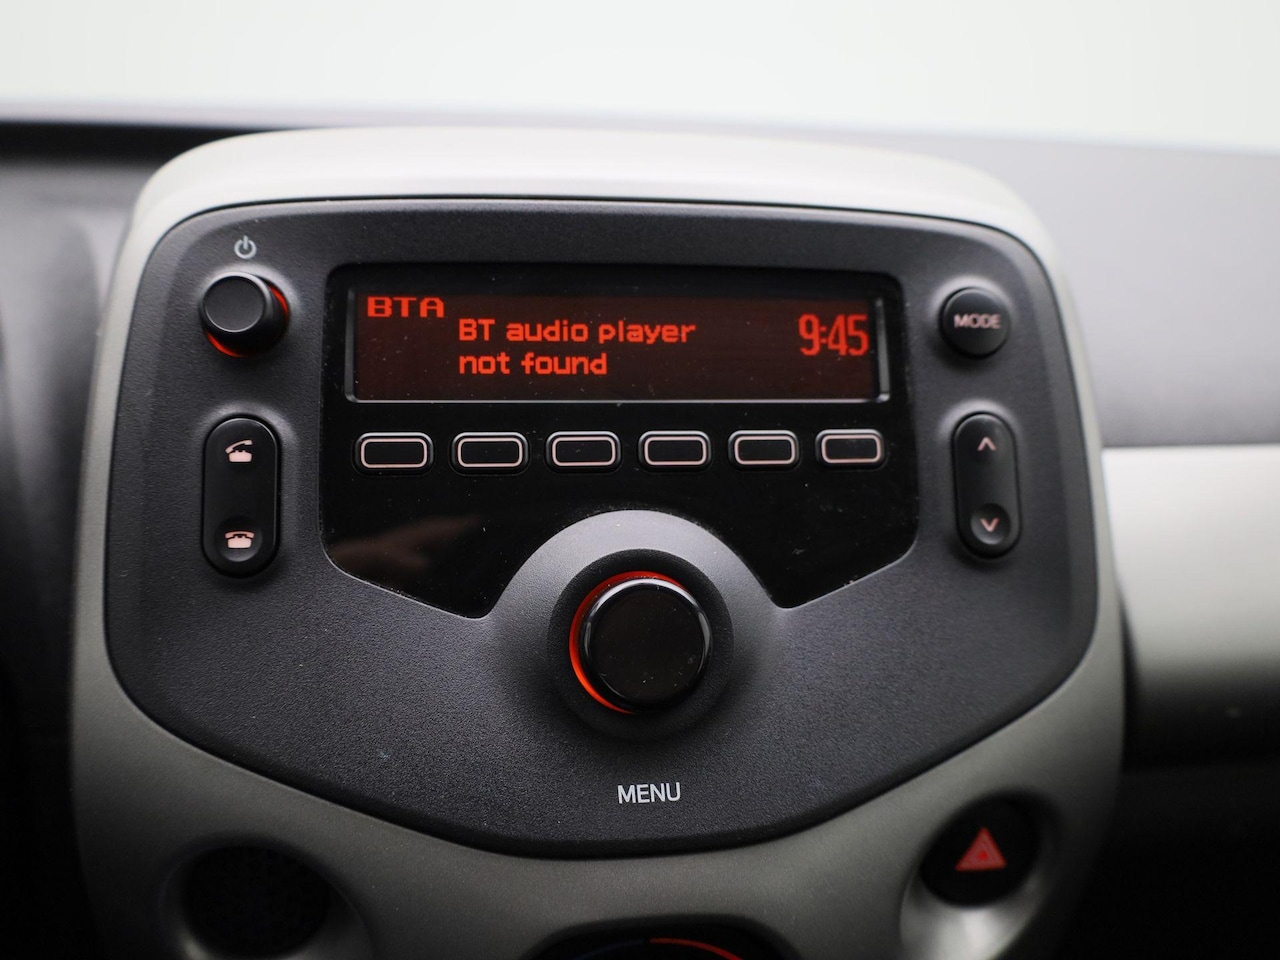 BTA
BT audio player
not found
9:45
MODE
MENU